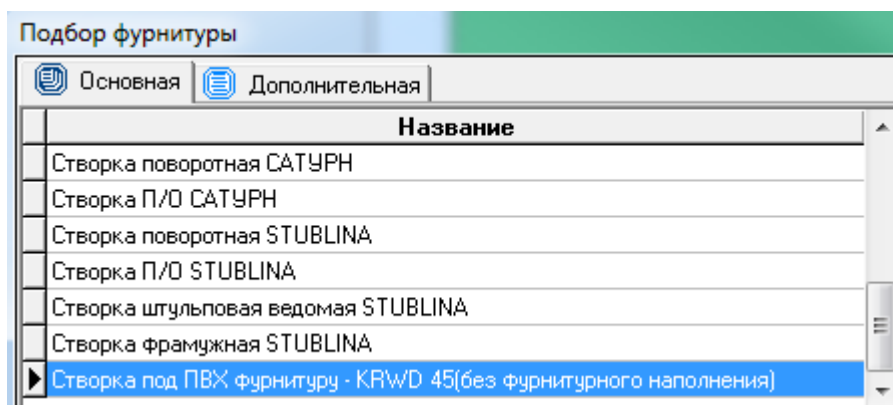 Подбор фурнитуры
Основная
Дополнительная
Название
Створка поворотная САТУРН
Створка П/О САТУРН
Створка поворотная STUBLINA
Створка П/О STUBLINA
Створка штульповая ведомая STUBLINA
Створка фрамужная STUBLINA
Створка под ПВХ фурнитуру - KRWD 45(без фурнитурного наполнения)